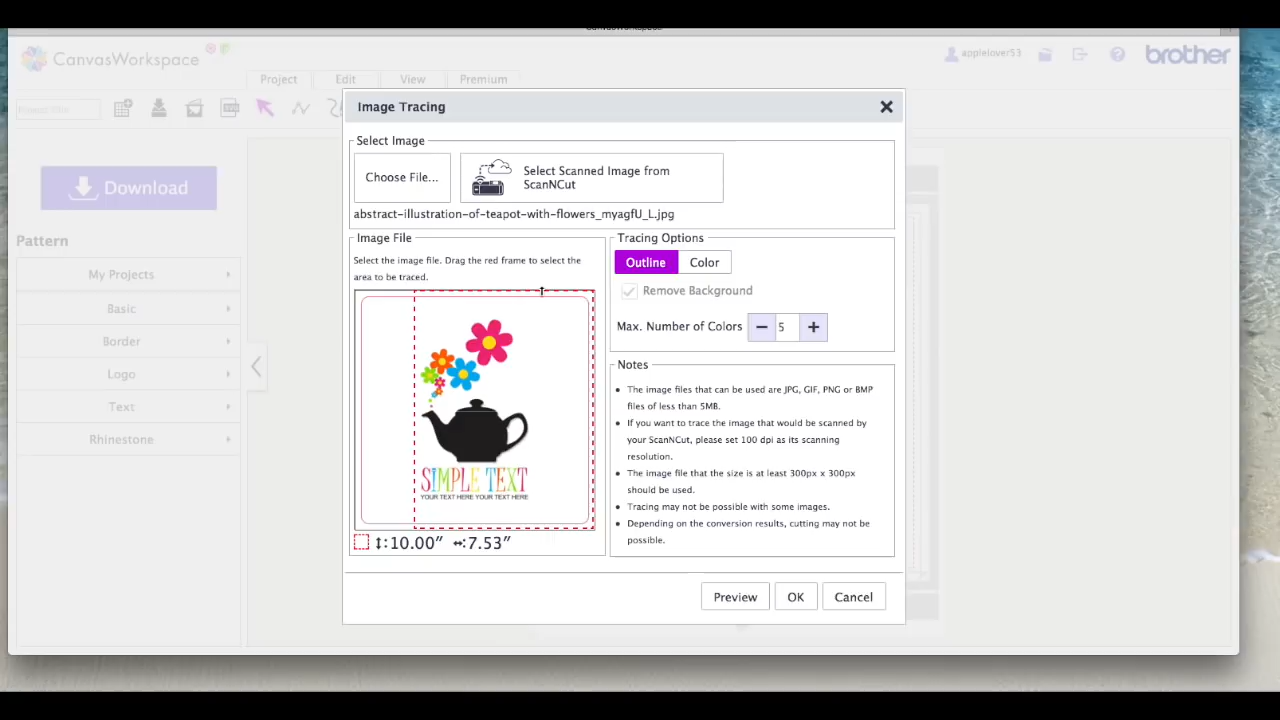 CanvasWorkspace
CanvasWorkspace
applelover53
brother
Project
Edit
View
Premium
SVG
Download
Pattern
My Projects
Basic
Border
Logo
Text
Rhinestone
Image Tracing
Select Image
Choose File...
Select Scanned Image from
ScanNCut
abstract-illustration-of-teapot-with-flowers_myagfU_L.jpg
Image File
Select the image file. Drag the red frame to select the
area to be traced.
SIMPLE TEXT
YOUR TEXT HERE YOUR TEXT HERE
↕:10.00″ ↔:7.53″
Tracing Options
Outline
Color
Remove Background
Max. Number of Colors
5
Notes
• The image files that can be used are JPG, GIF, PNG or BMP
files of less than 5MB.
• If you want to trace the image that would be scanned by
your ScanNCut, please set 100 dpi as its scanning
resolution.
• The image file that the size is at least 300px x 300px
should be used.
• Tracing may not be possible with some images.
• Depending on the conversion results, cutting may not be
possible.
Preview
OK
Cancel